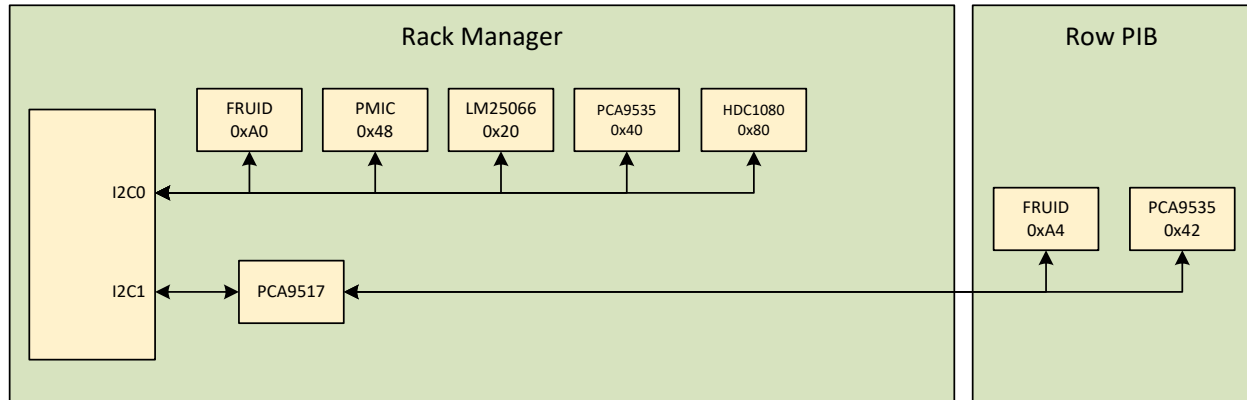 Rack Manager
Row PIB
FRUID
0xA0
PMIC
0x48
LM25066
0x20
PCA9535
0x40
HDC1080
0x80
I2C0
FRUID
0xA4
PCA9535
0x42
I2C1
PCA9517